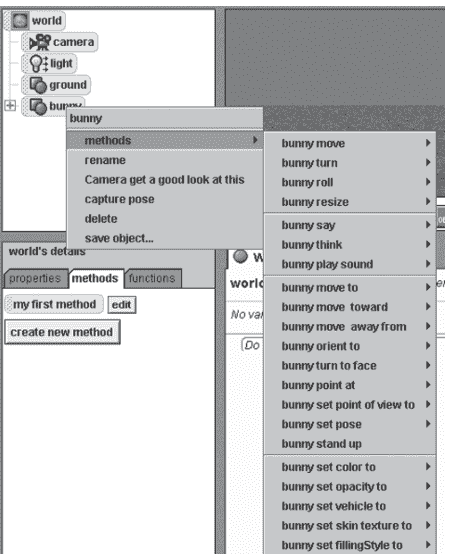 world
camera
light
ground
bunny
bunny
methods
rename
Camera get a good look at this
capture pose
delete
save object...
bunny move
bunny turn
bunny roll
bunny resize
bunny say
bunny think
bunny play sound
bunny move to
bunny move toward
bunny move away from
bunny orient to
bunny turn to face
bunny point at
bunny set point of view to
bunny set pose
bunny stand up
bunny set color to
bunny set opacity to
bunny set vehicle to
bunny set skin texture to
bunny set fillingStyle to
world's details
properties
methods
functions
my first method
edit
create new method
No
Do